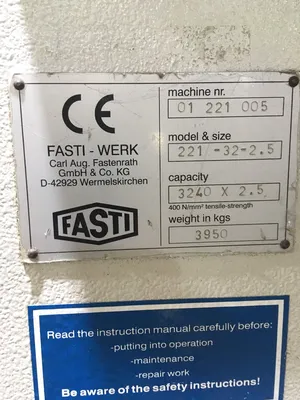 CE
machine nr.
01 221 005
FASTI - WERK
Carl Aug. Fastenrath
GmbH & Co. KG
D-42929 Wermelskirchen
model & size
221 -32-2.5
capacity
3240 X 2.5
400 N/mm² tensile-strength
weight in kgs
3950
FASTI
Read the instruction manual carefully before:
-putting into operation
-maintenance
-repair work
Be aware of the safety instructions!